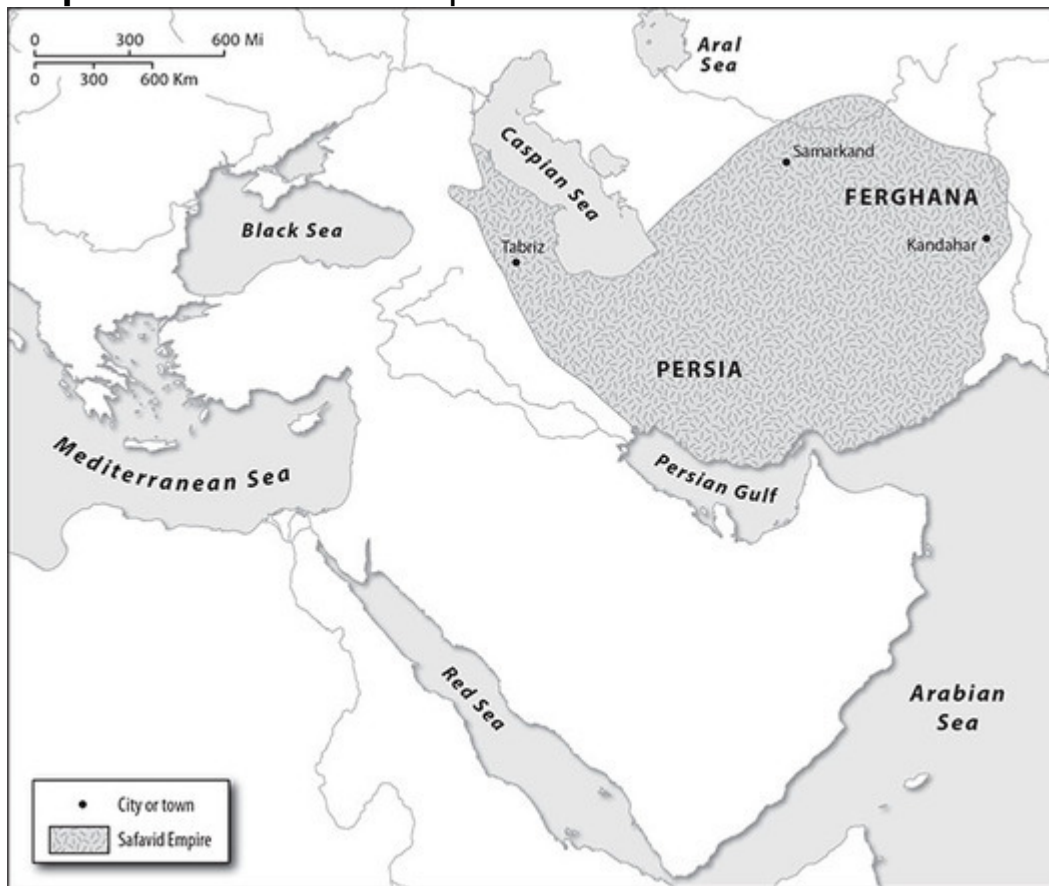 0 300 600 Mi
0 300 600 Km
Aral
Sea
Caspian Sea
Samarkand
FERGHANA
Black Sea
Tabriz
Kandahar
PERSIA
Mediterranean Sea
Persian Gulf
Red Sea
Arabian
Sea
City or town
Safavid Empire